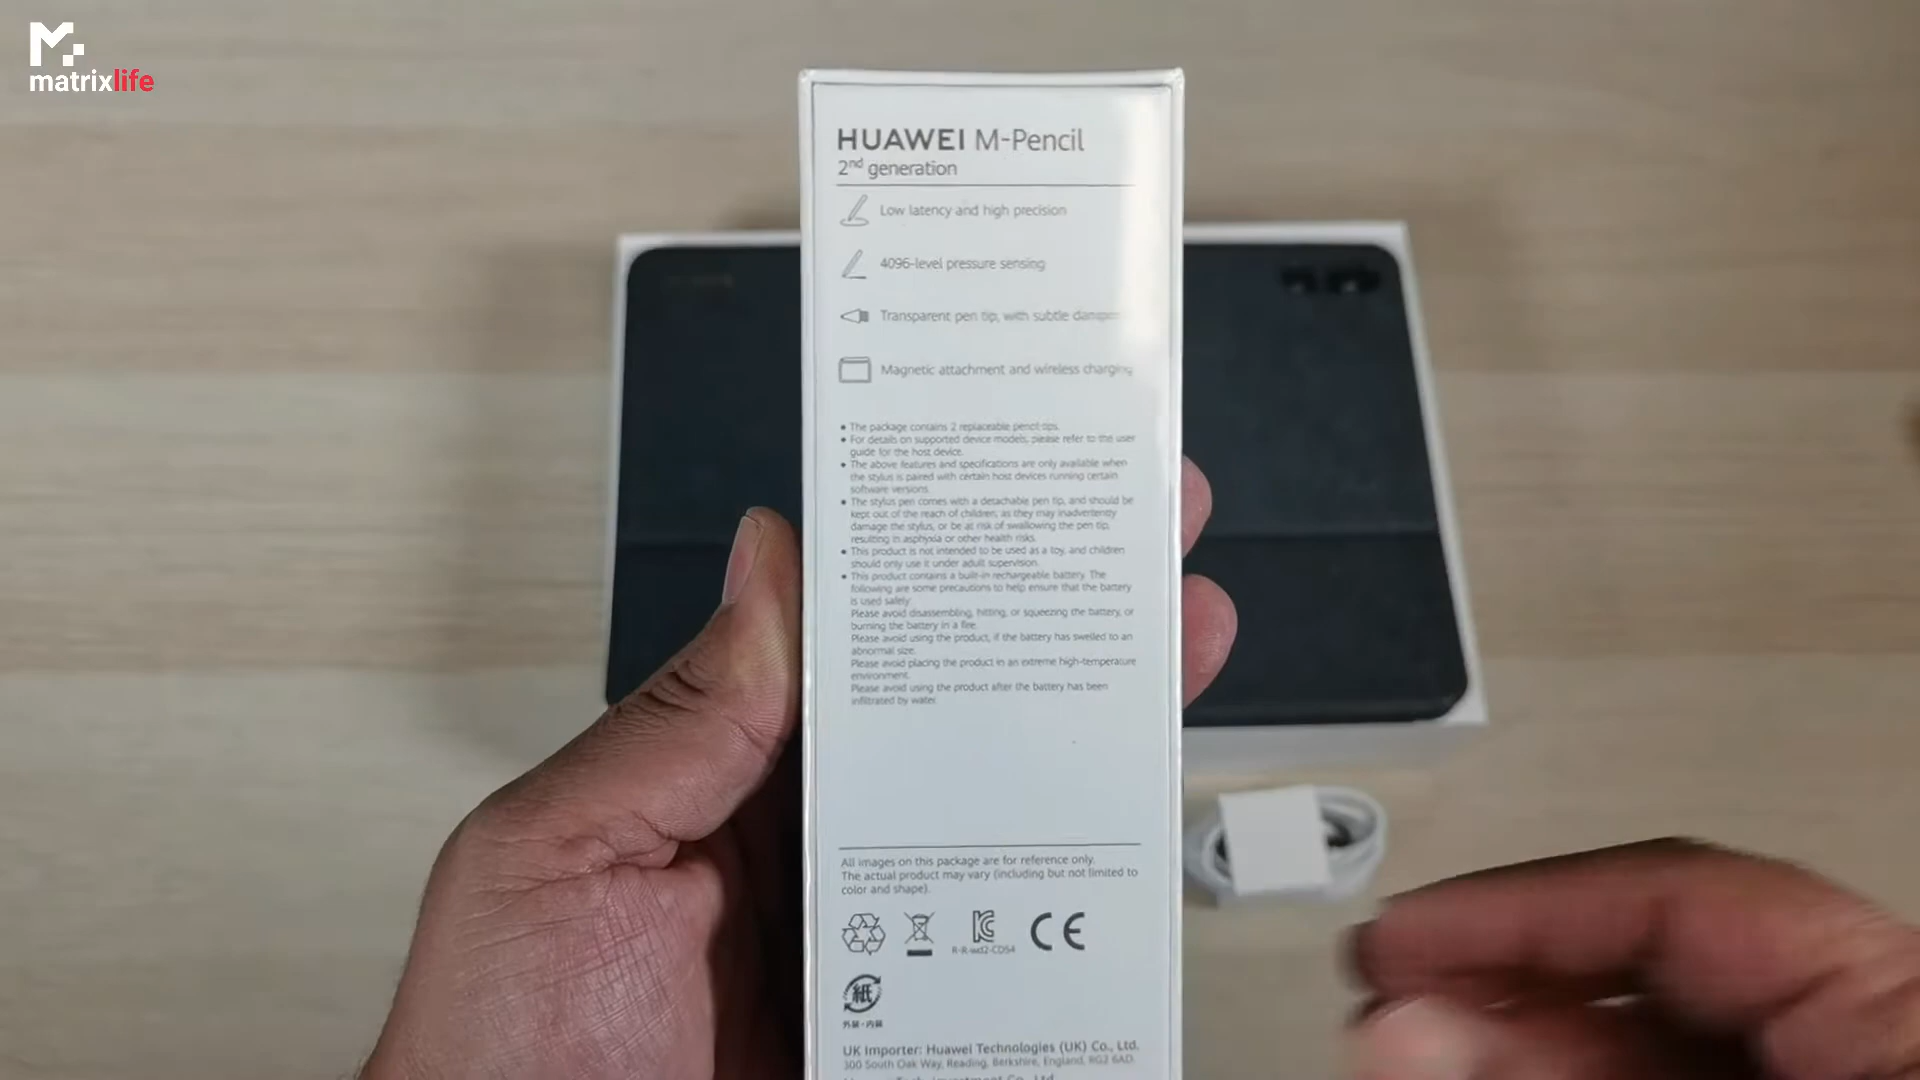 matrixlife
HUAWEI M-Pencil
2nd generation
Low latency and high precision
4096-level pressure sensing
Transparent pen tip, with subtle
Magnetic attachment and wireless charging
• The package contains 2 replaceable pencil tips.
• For details on supported device models, please refer to the user
guide for the host device.
• The above features and specifications are only available when
the stylus is paired with certain host devices running certain
software versions.
• The stylus pen comes with a detachable pen tip, and should be
kept out of the reach of children, as they may inadvertently
damage the stylus, or be at risk of swallowing the pen tip,
resulting in asphyxia or other health risks.
• This product is not intended to be used as a toy, and children
should only use it under adult supervision.
• This product contains a built-in rechargeable battery. The
following are some precautions to help ensure that the battery
is used safely:
Please avoid disassembling, hitting, or squeezing the battery, or
burning the battery in a fire.
Please avoid using the product, if the battery has swelled to an
abnormal size.
Please avoid placing the product in an extreme high-temperature
environment.
Please avoid using the product after the battery has been
infiltrated by water.
All images on this package are for reference only.
The actual product may vary (including but not limited to
color and shape).
CE
R-R-wd2-CD54
紙
外装・内装
UK Importer: Huawei Technologies (UK) Co., Ltd.
300 South Oak Way, Reading, Berkshire, England, RG2 6AD.